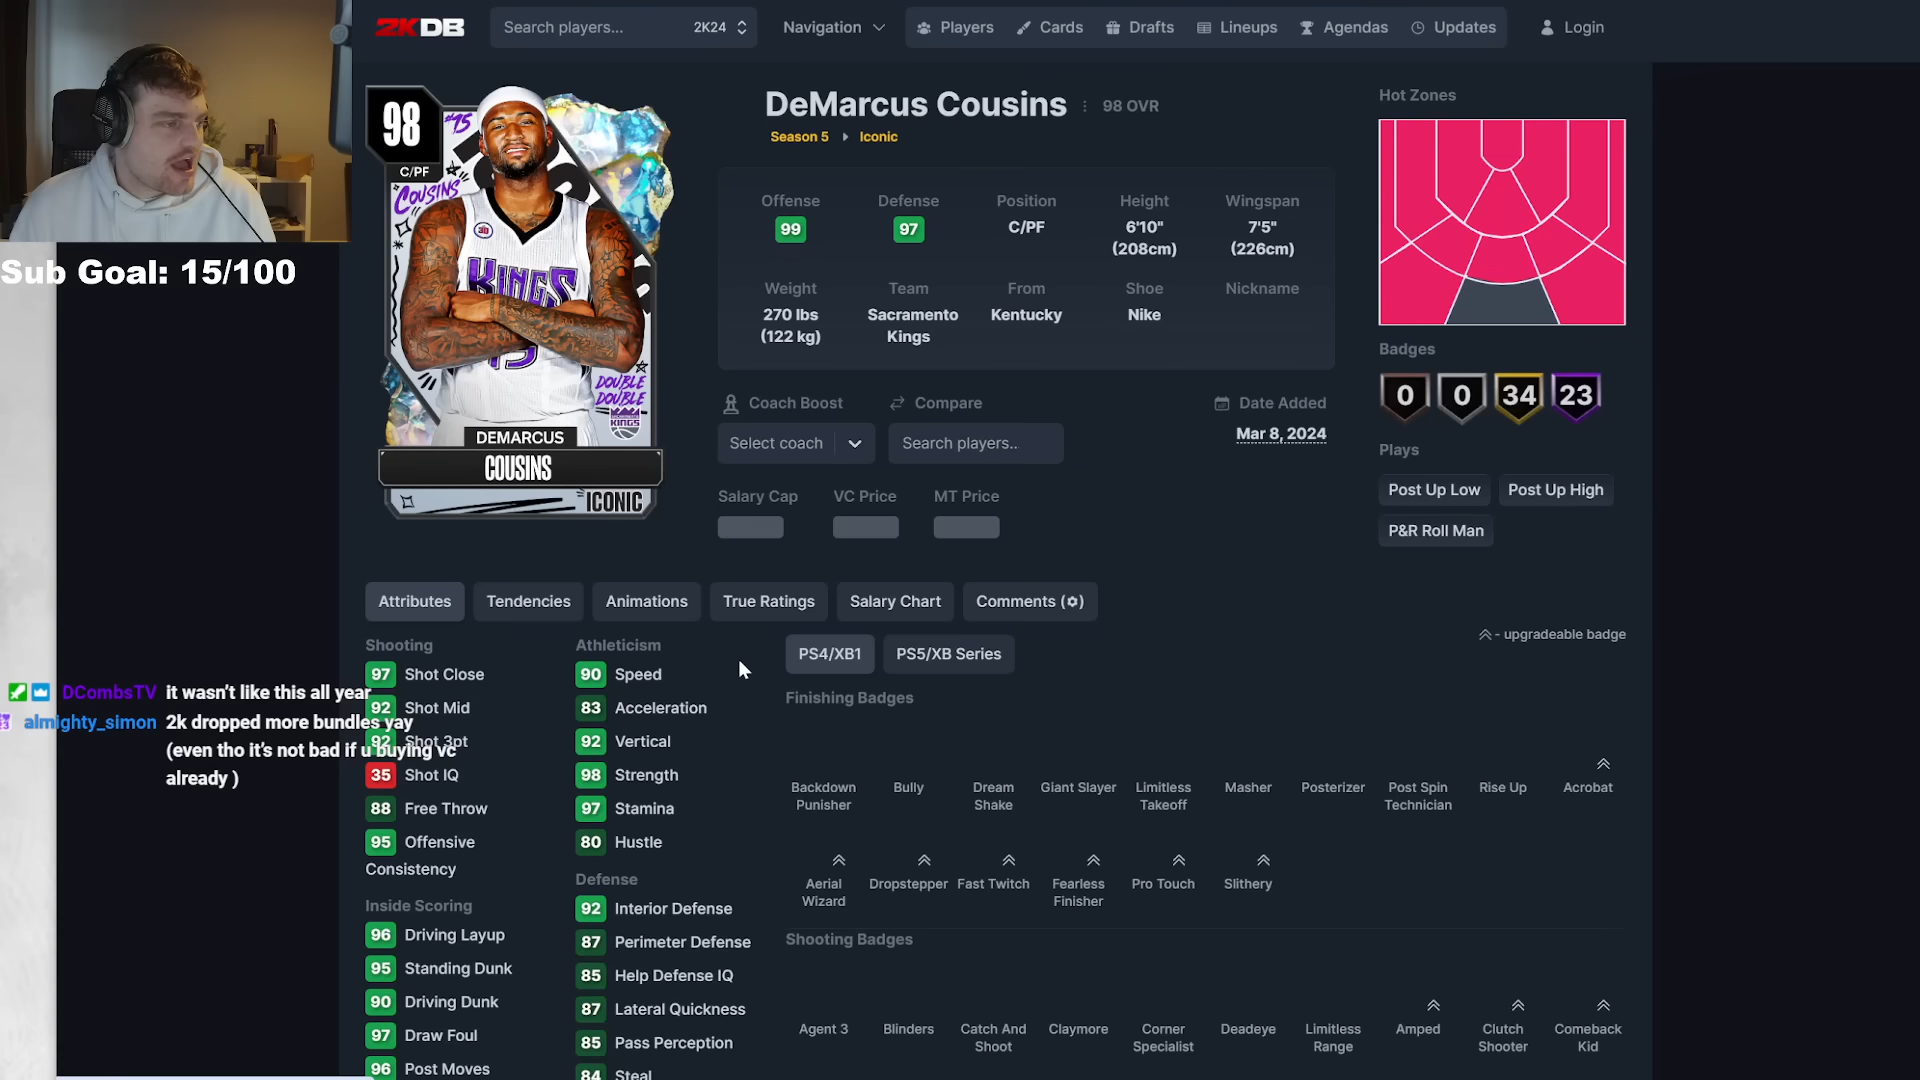 2KDB
Search players...
2K24
Navigation
Players
Cards
Drafts
Lineups
Agendas
Updates
Login
98
C/PF
#15
COUSINS
KINGS
15
DOUBLE
DOUBLE
KINGS
DEMARCUS
COUSINS
ICONIC
DeMarcus Cousins
98 OVR
Season 5
Iconic
Offense
99
Defense
97
Position
C/PF
Height
6'10"
(208cm)
Wingspan
7'5"
(226cm)
Weight
270 lbs
(122 kg)
Team
Sacramento
Kings
From
Kentucky
Shoe
Nike
Nickname
Coach Boost
Select coach
Compare
Search players..
Date Added
Mar 8, 2024
Salary Cap
VC Price
MT Price
Hot Zones
Badges
0
0
34
23
Plays
Post Up Low
Post Up High
P&R Roll Man
Sub Goal: 15/100
DCombsTV it wasn't like this all year
almighty_simon 2k dropped more bundles yay
(even tho it's not bad if u buying vc
already )
Attributes
Tendencies
Animations
True Ratings
Salary Chart
Comments
Shooting
97 Shot Close
92 Shot Mid
92 Shot 3pt
35 Shot IQ
88 Free Throw
95 Offensive
Consistency
Inside Scoring
96 Driving Layup
95 Standing Dunk
90 Driving Dunk
97 Draw Foul
96 Post Moves
Athleticism
90 Speed
83 Acceleration
92 Vertical
98 Strength
97 Stamina
80 Hustle
Defense
92 Interior Defense
87 Perimeter Defense
85 Help Defense IQ
87 Lateral Quickness
85 Pass Perception
84 Steal
PS4/XB1
PS5/XB Series
- upgradeable badge
Finishing Badges
Backdown
Punisher
Bully
Dream
Shake
Giant Slayer
Limitless
Takeoff
Masher
Posterizer
Post Spin
Technician
Rise Up
Acrobat
Aerial
Wizard
Dropstepper
Fast Twitch
Fearless
Finisher
Pro Touch
Slithery
Shooting Badges
Agent 3
Blinders
Catch And
Shoot
Claymore
Corner
Specialist
Deadeye
Limitless
Range
Amped
Clutch
Shooter
Comeback
Kid